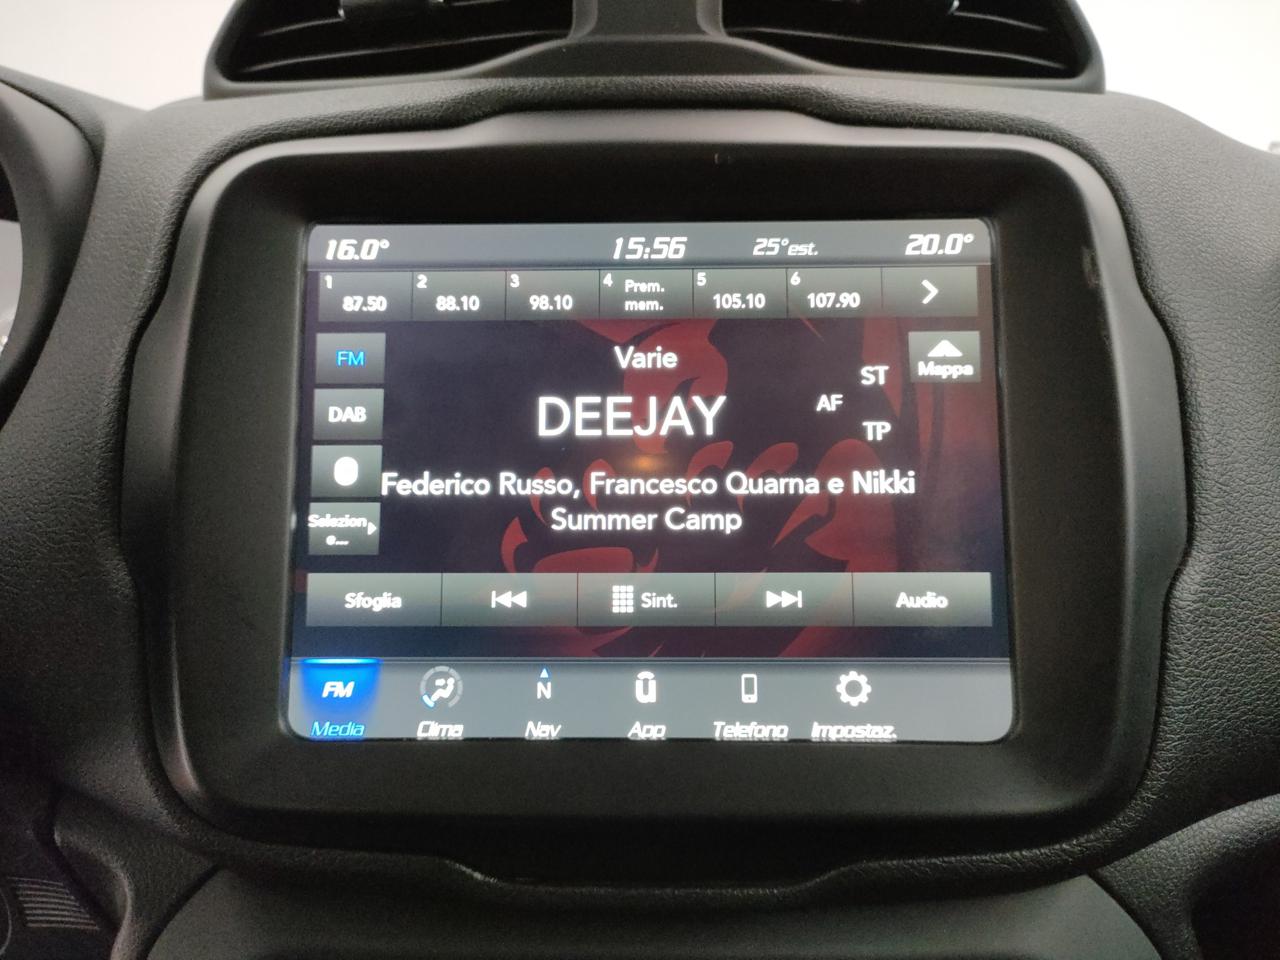 16.0° 15:56 25°est. 20.0°
1 87.50 2 88.10 3 98.10 4 Prem. mem. 5 105.10 6 107.90
FM
Varie
Mappa
ST
DAB
DEEJAY
AF
TP
Federico Russo, Francesco Quarna e Nikki
Summer Camp
Selezion
e...
Sfoglia Sint. Audio
FM N
Media Clima Nav App Telefono Impostaz.